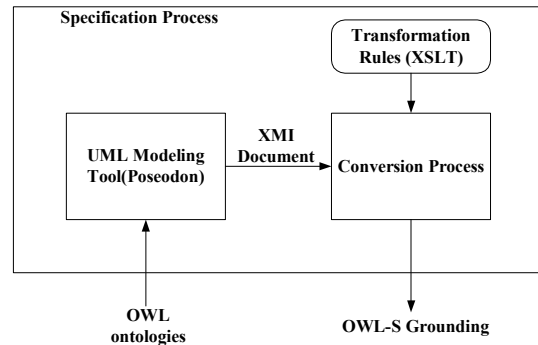 Specification Process
Transformation
Rules (XSLT)
XMI
Document
UML Modeling
Tool(Poseodon)
Conversion Process
OWL
ontologies
OWL-S Grounding